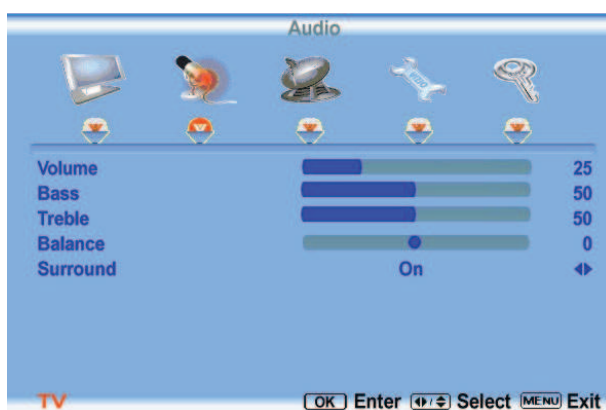 Audio
Volume 25
Bass 50
Treble 50
Balance 0
Surround On
TV OK Enter Select MENU Exit